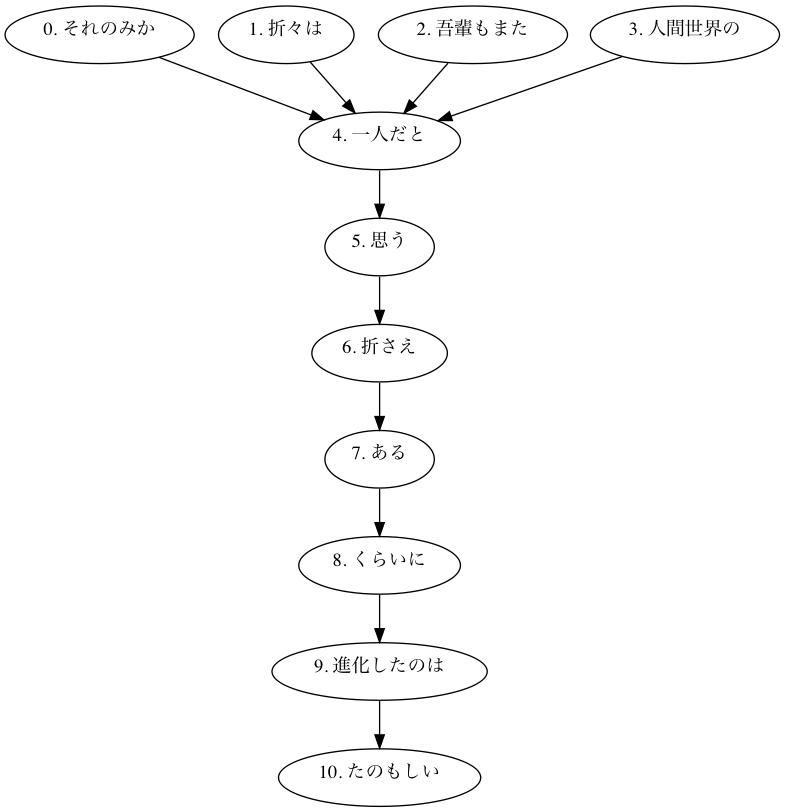 0. それのみか
1. 折々は
2. 吾輩もまた
3. 人間世界の
4. 一人だと
5. 思う
6. 折さえ
7. ある
8. くらいに
9. 進化したのは
10. たのもしい